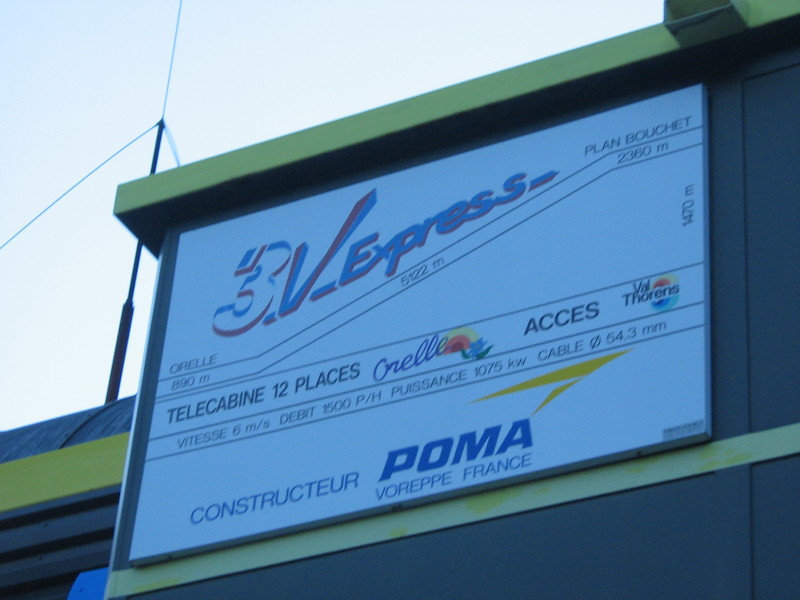 3V Express
PLAN BOUCHET
2360 m
1470 m
5122 m
ORELLE
890 m
TELECABINE 12 PLACES Orelle ACCES Val Thorens
VITESSE 6 m/s DEBIT 1500 P/H PUISSANCE 1075 kw CABLE Ø 54,3 mm
CONSTRUCTEUR POMA
VOREPPE FRANCE